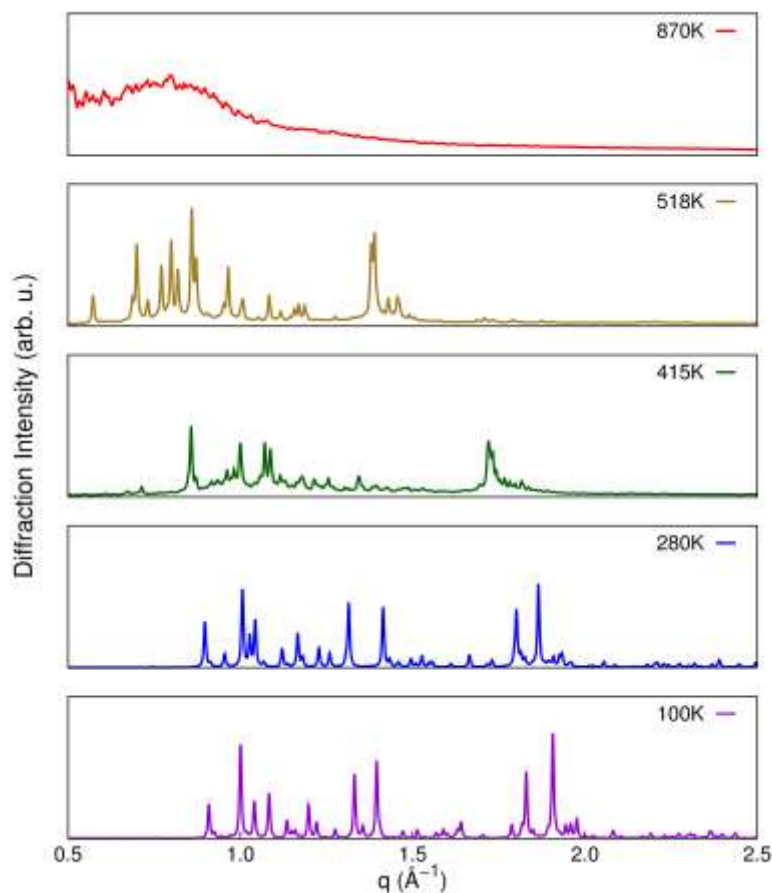 870K
518K
415K
280K
100K
Diffraction Intensity (arb. u.)
0.5 1.0 1.5 2.0 2.5
q (Å⁻¹)